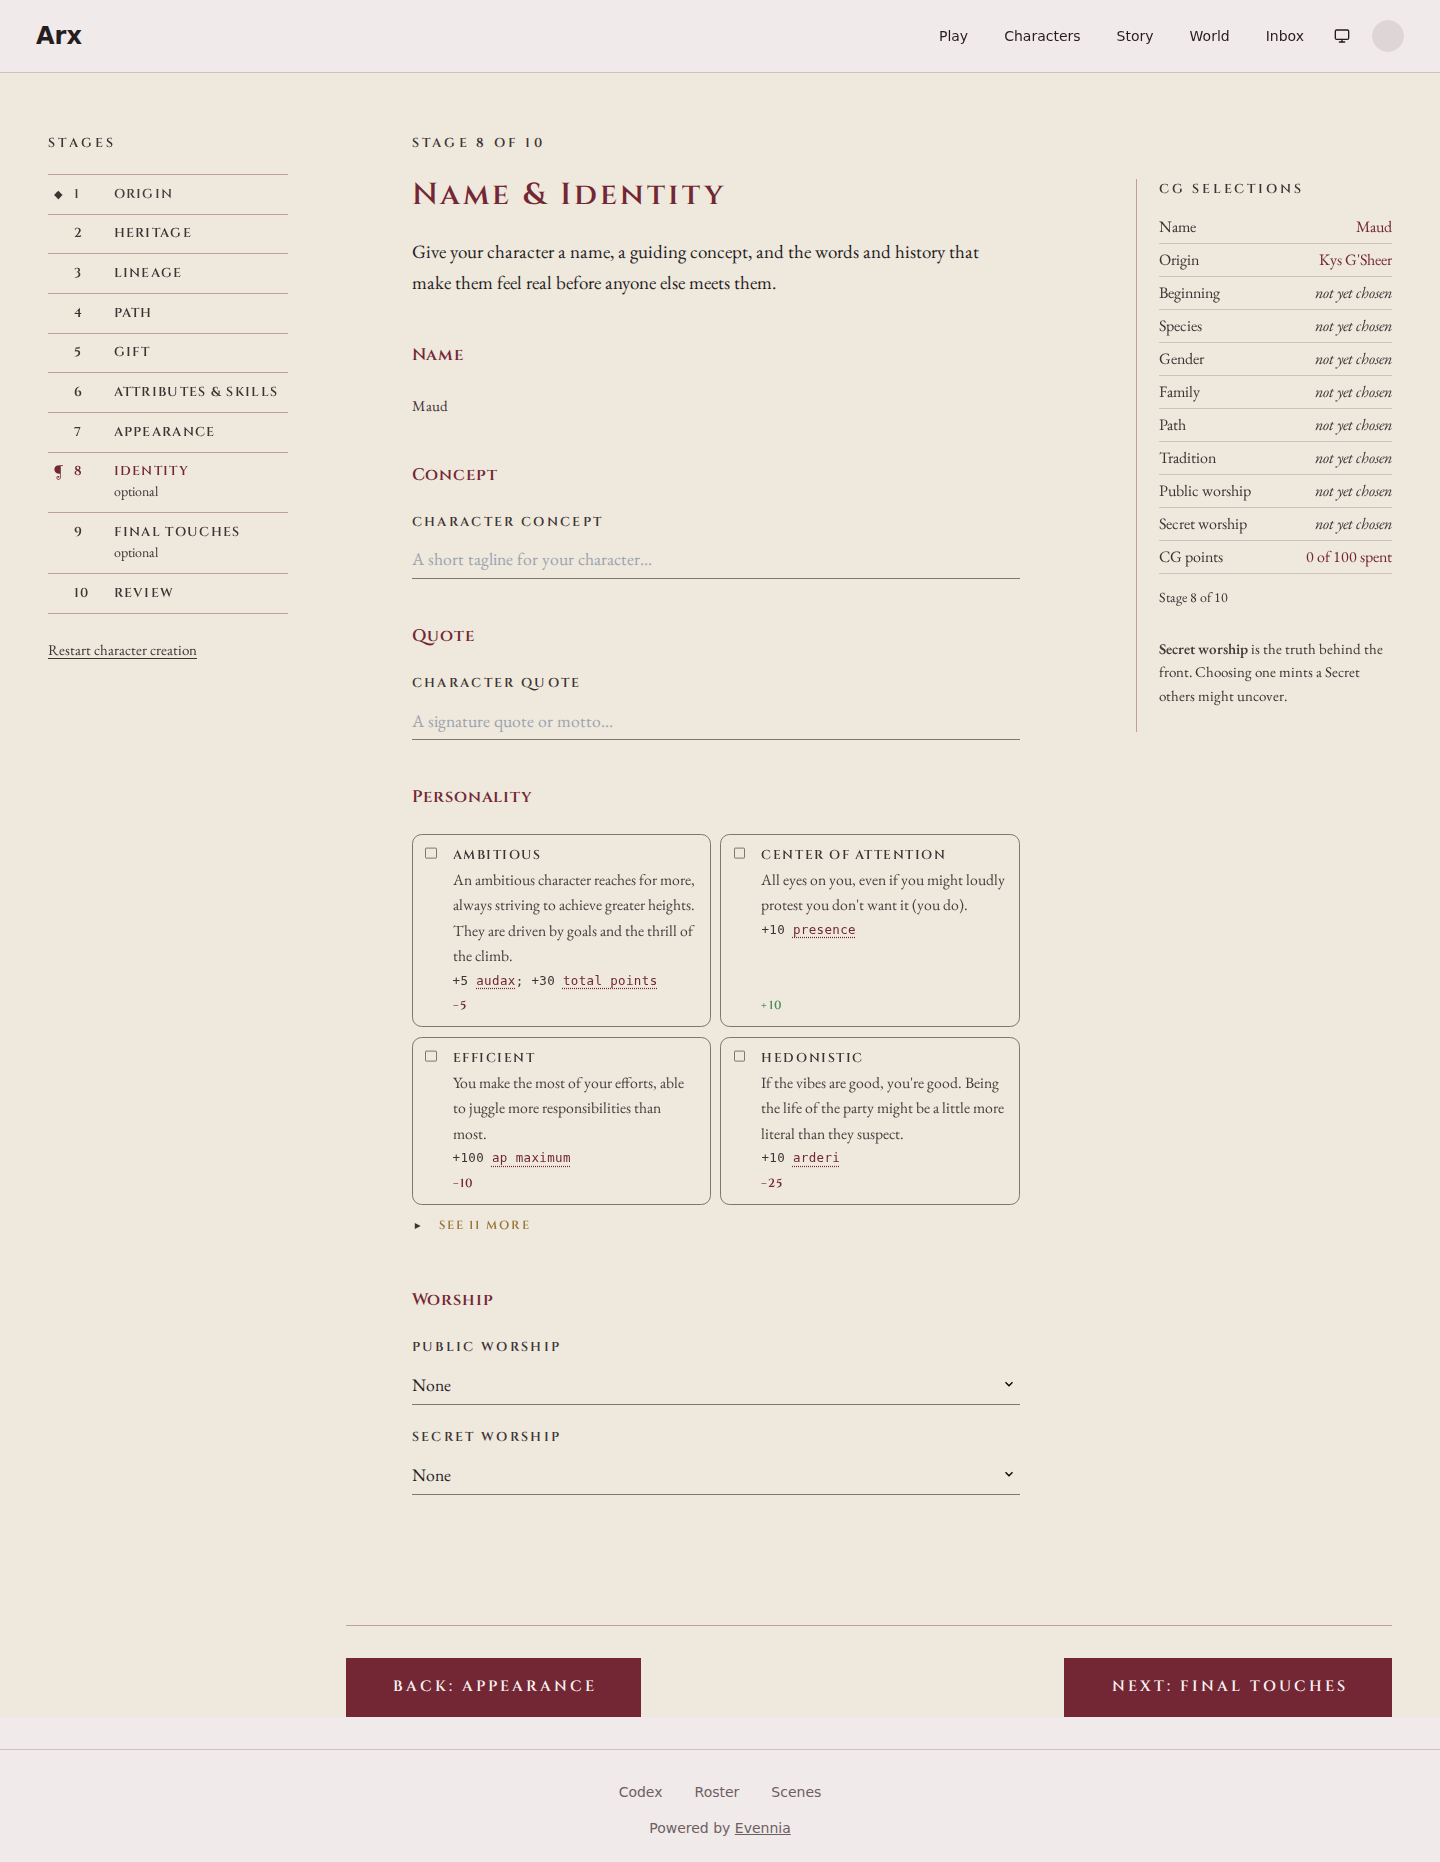 Arx
Play Characters Story World Inbox
STAGES
◆ 1 ORIGIN
2 HERITAGE
3 LINEAGE
4 PATH
5 GIFT
6 ATTRIBUTES & SKILLS
7 APPEARANCE
8 IDENTITY
optional
9 FINAL TOUCHES
optional
10 REVIEW
Restart character creation
STAGE 8 OF 10
Name & Identity
Give your character a name, a guiding concept, and the words and history that
make them feel real before anyone else meets them.
Name
Maud
Concept
CHARACTER CONCEPT
A short tagline for your character...
Quote
CHARACTER QUOTE
A signature quote or motto...
Personality
AMBITIOUS
An ambitious character reaches for more,
always striving to achieve greater heights.
They are driven by goals and the thrill of
the climb.
+5 audax; +30 total points
−5
CENTER OF ATTENTION
All eyes on you, even if you might loudly
protest you don't want it (you do).
+10 presence
+10
EFFICIENT
You make the most of your efforts, able
to juggle more responsibilities than
most.
+100 ap maximum
−10
HEDONISTIC
If the vibes are good, you're good. Being
the life of the party might be a little more
literal than they suspect.
+10 arderi
−25
▸ SEE 11 MORE
Worship
PUBLIC WORSHIP
None
SECRET WORSHIP
None
CG SELECTIONS
Name Maud
Origin Kys G'Sheer
Beginning not yet chosen
Species not yet chosen
Gender not yet chosen
Family not yet chosen
Path not yet chosen
Tradition not yet chosen
Public worship not yet chosen
Secret worship not yet chosen
CG points 0 of 100 spent
Stage 8 of 10
Secret worship is the truth behind the
front. Choosing one mints a Secret
others might uncover.
BACK: APPEARANCE
NEXT: FINAL TOUCHES
Codex Roster Scenes
Powered by Evennia